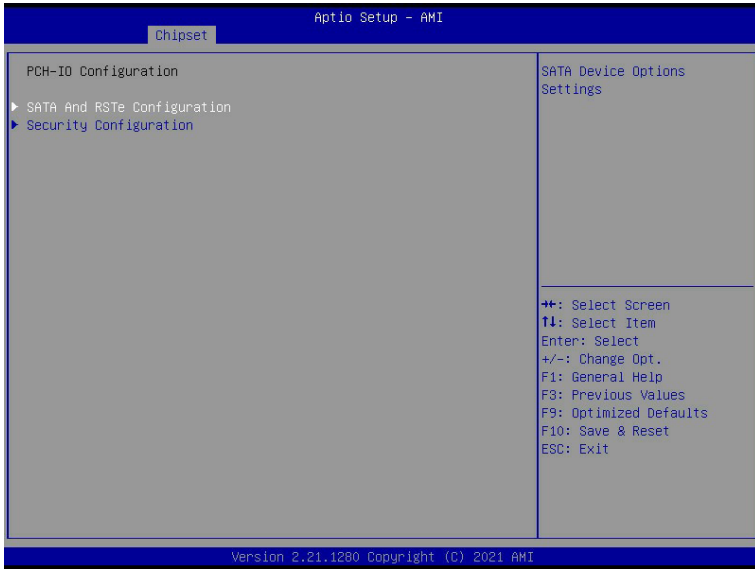 Aptio Setup – AMI
Chipset
PCH-IO Configuration
SATA And RSTe Configuration
Security Configuration
SATA Device Options
Settings
→←: Select Screen
↑↓: Select Item
Enter: Select
+/-: Change Opt.
F1: General Help
F3: Previous Values
F9: Optimized Defaults
F10: Save & Reset
ESC: Exit
Version 2.21.1280 Copyright (C) 2021 AMI